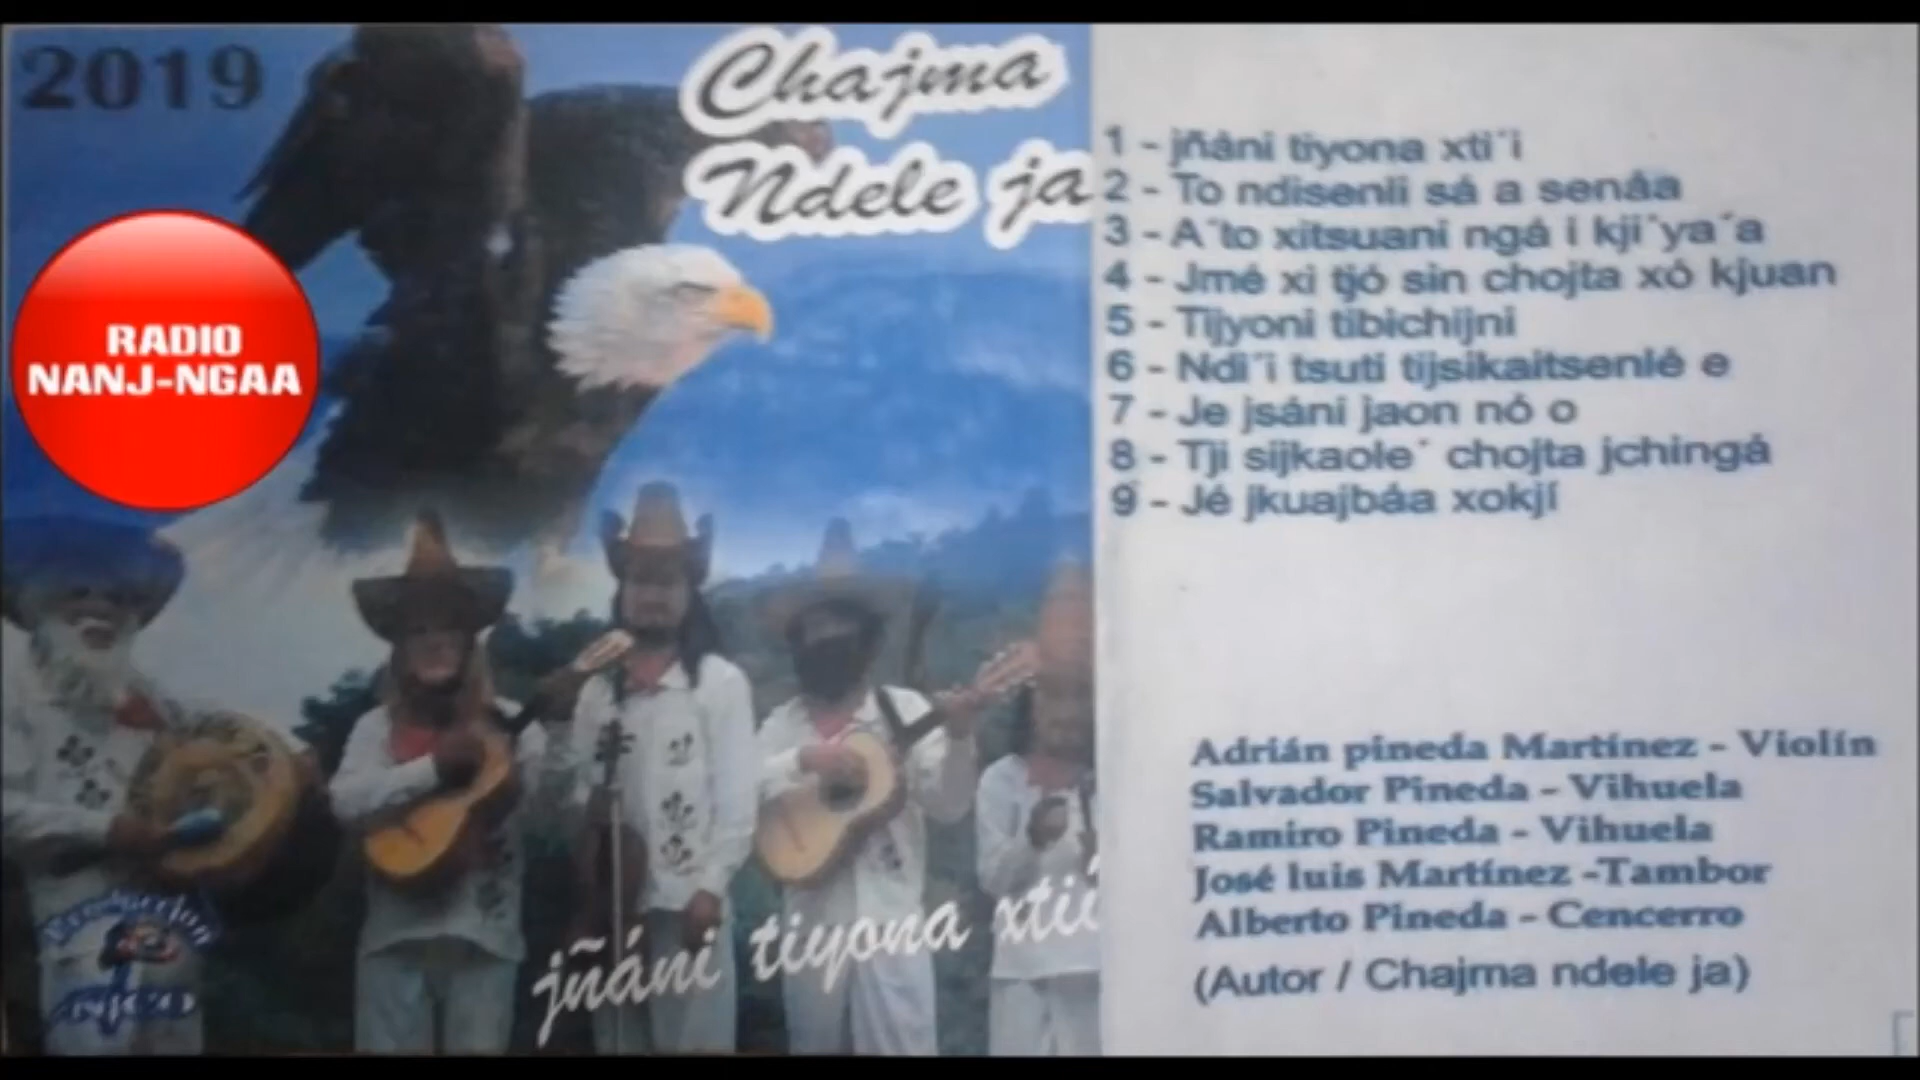 2019
Chajma
Ndele ja
RADIO
NANJ-NGAA
jñáni tiyona xtii
Produccion
1 - jñáni tiyona xti´i
2 - To ndisenli sá a senáa
3 - A´to xitsuani ngá i kji´ya´a
4 - Jmé xi tjó sin chojta xó kjuan
5 - Tijyoni tibichijni
6 - Ndi´i tsutí tijsikaitsenlé e
7 - Je jsáni jaon nó o
8 - Tji sijkaole´ chojta jchingá
9 - Jé jkuajbáa xokjí
Adrián pineda Martínez - Violín
Salvador Pineda - Vihuela
Ramiro Pineda - Vihuela
José luis Martínez -Tambor
Alberto Pineda - Cencerro
(Autor / Chajma ndele ja)